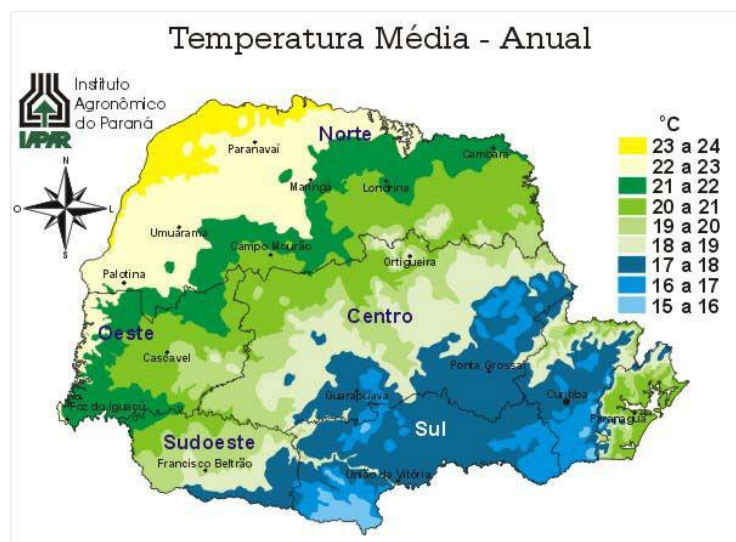 Temperatura Média - Anual
Instituto
Agronômico
do Paraná
IAPAR
N
O
L
S
°C
23 a 24
22 a 23
21 a 22
20 a 21
19 a 20
18 a 19
17 a 18
16 a 17
15 a 16
Norte
Paranavaí
Cambará
Maringá
Londrina
Umuarama
Campo Mourão
Ortigueira
Palotina
Centro
Oeste
Cascavel
Ponta Grossa
Guarapuava
Curitiba
Foz do Iguaçú
Paranaguá
Sudoeste
Sul
Francisco Beltrão
União da Vitória